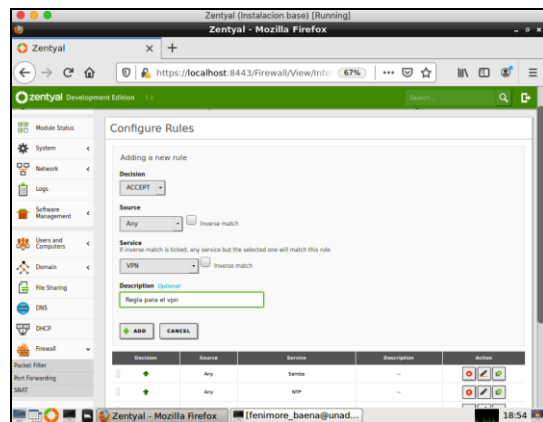 Zentyal (Instalacion base) [Running]
Zentyal - Mozilla Firefox
Zentyal
https://localhost:8443/Firewall/View/Inte 67%
zentyal Development Edition 5.0
Search...
Module Status
System
Network
Logs
Software
Management
Users and
Computers
Domain
File Sharing
DNS
DHCP
Firewall
Packet Filter
Port Forwarding
SNAT
Configure Rules
Adding a new rule
Decision
ACCEPT
Source
Any Inverse match
Service
If inverse match is ticked, any service but the selected one will match this rule
VPN Inverse match
Description Optional
Regla para el vpn
ADD CANCEL
Decision Source Service Description Action
Any Samba --
Any NTP --
Zentyal - Mozilla Firefox [fenimore_baena@unad...
18:54